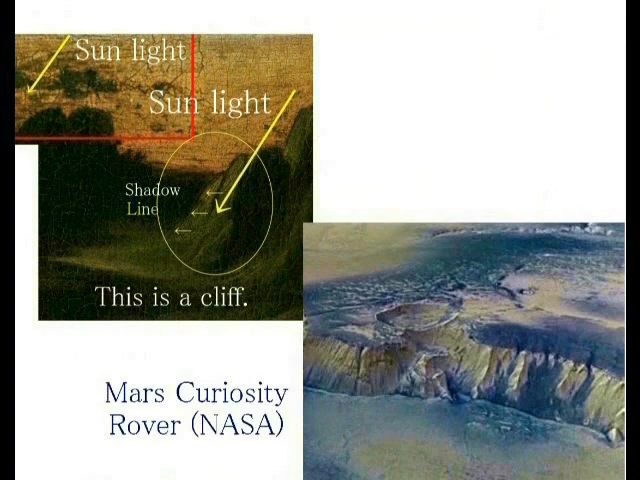 Sun light
Sun light
Shadow
Line
This is a cliff.
Mars Curiosity
Rover (NASA)